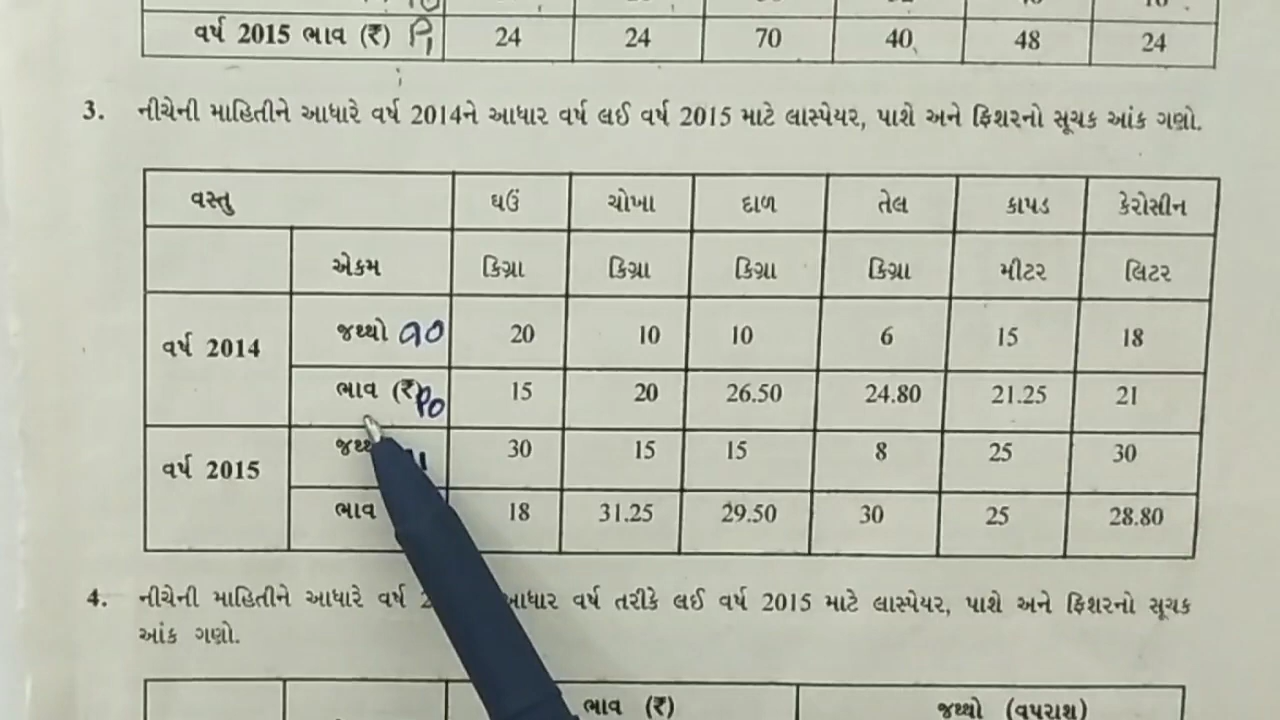 વર્ષ 2015 ભાવ (₹) P1 24 24 70 40 48 24
3. નીચેની માહિતીને આધારે વર્ષ 2014ને આધાર વર્ષ લઈ વર્ષ 2015 માટે લાસ્પેયર, પાશે અને ફિશરનો સૂચક આંક ગણો.
વસ્તુ ઘઉં ચોખા દાળ તેલ કાપડ કેરોસીન
એકમ કિગ્રા કિગ્રા કિગ્રા કિગ્રા મીટર લિટર
વર્ષ 2014 જથ્થો q0 20 10 10 6 15 18
ભાવ (₹) P0 15 20 26.50 24.80 21.25 21
વર્ષ 2015 30 15 15 8 25 30
ભાવ 18 31.25 29.50 30 25 28.80
4. નીચેની માહિતીને આધારે વર્ષ આધાર વર્ષ તરીકે લઈ વર્ષ 2015 માટે લાસ્પેયર, પાશે અને ફિશરનો સૂચક
આંક ગણો.
ભાવ (₹) જથ્થો (વપરાશ)